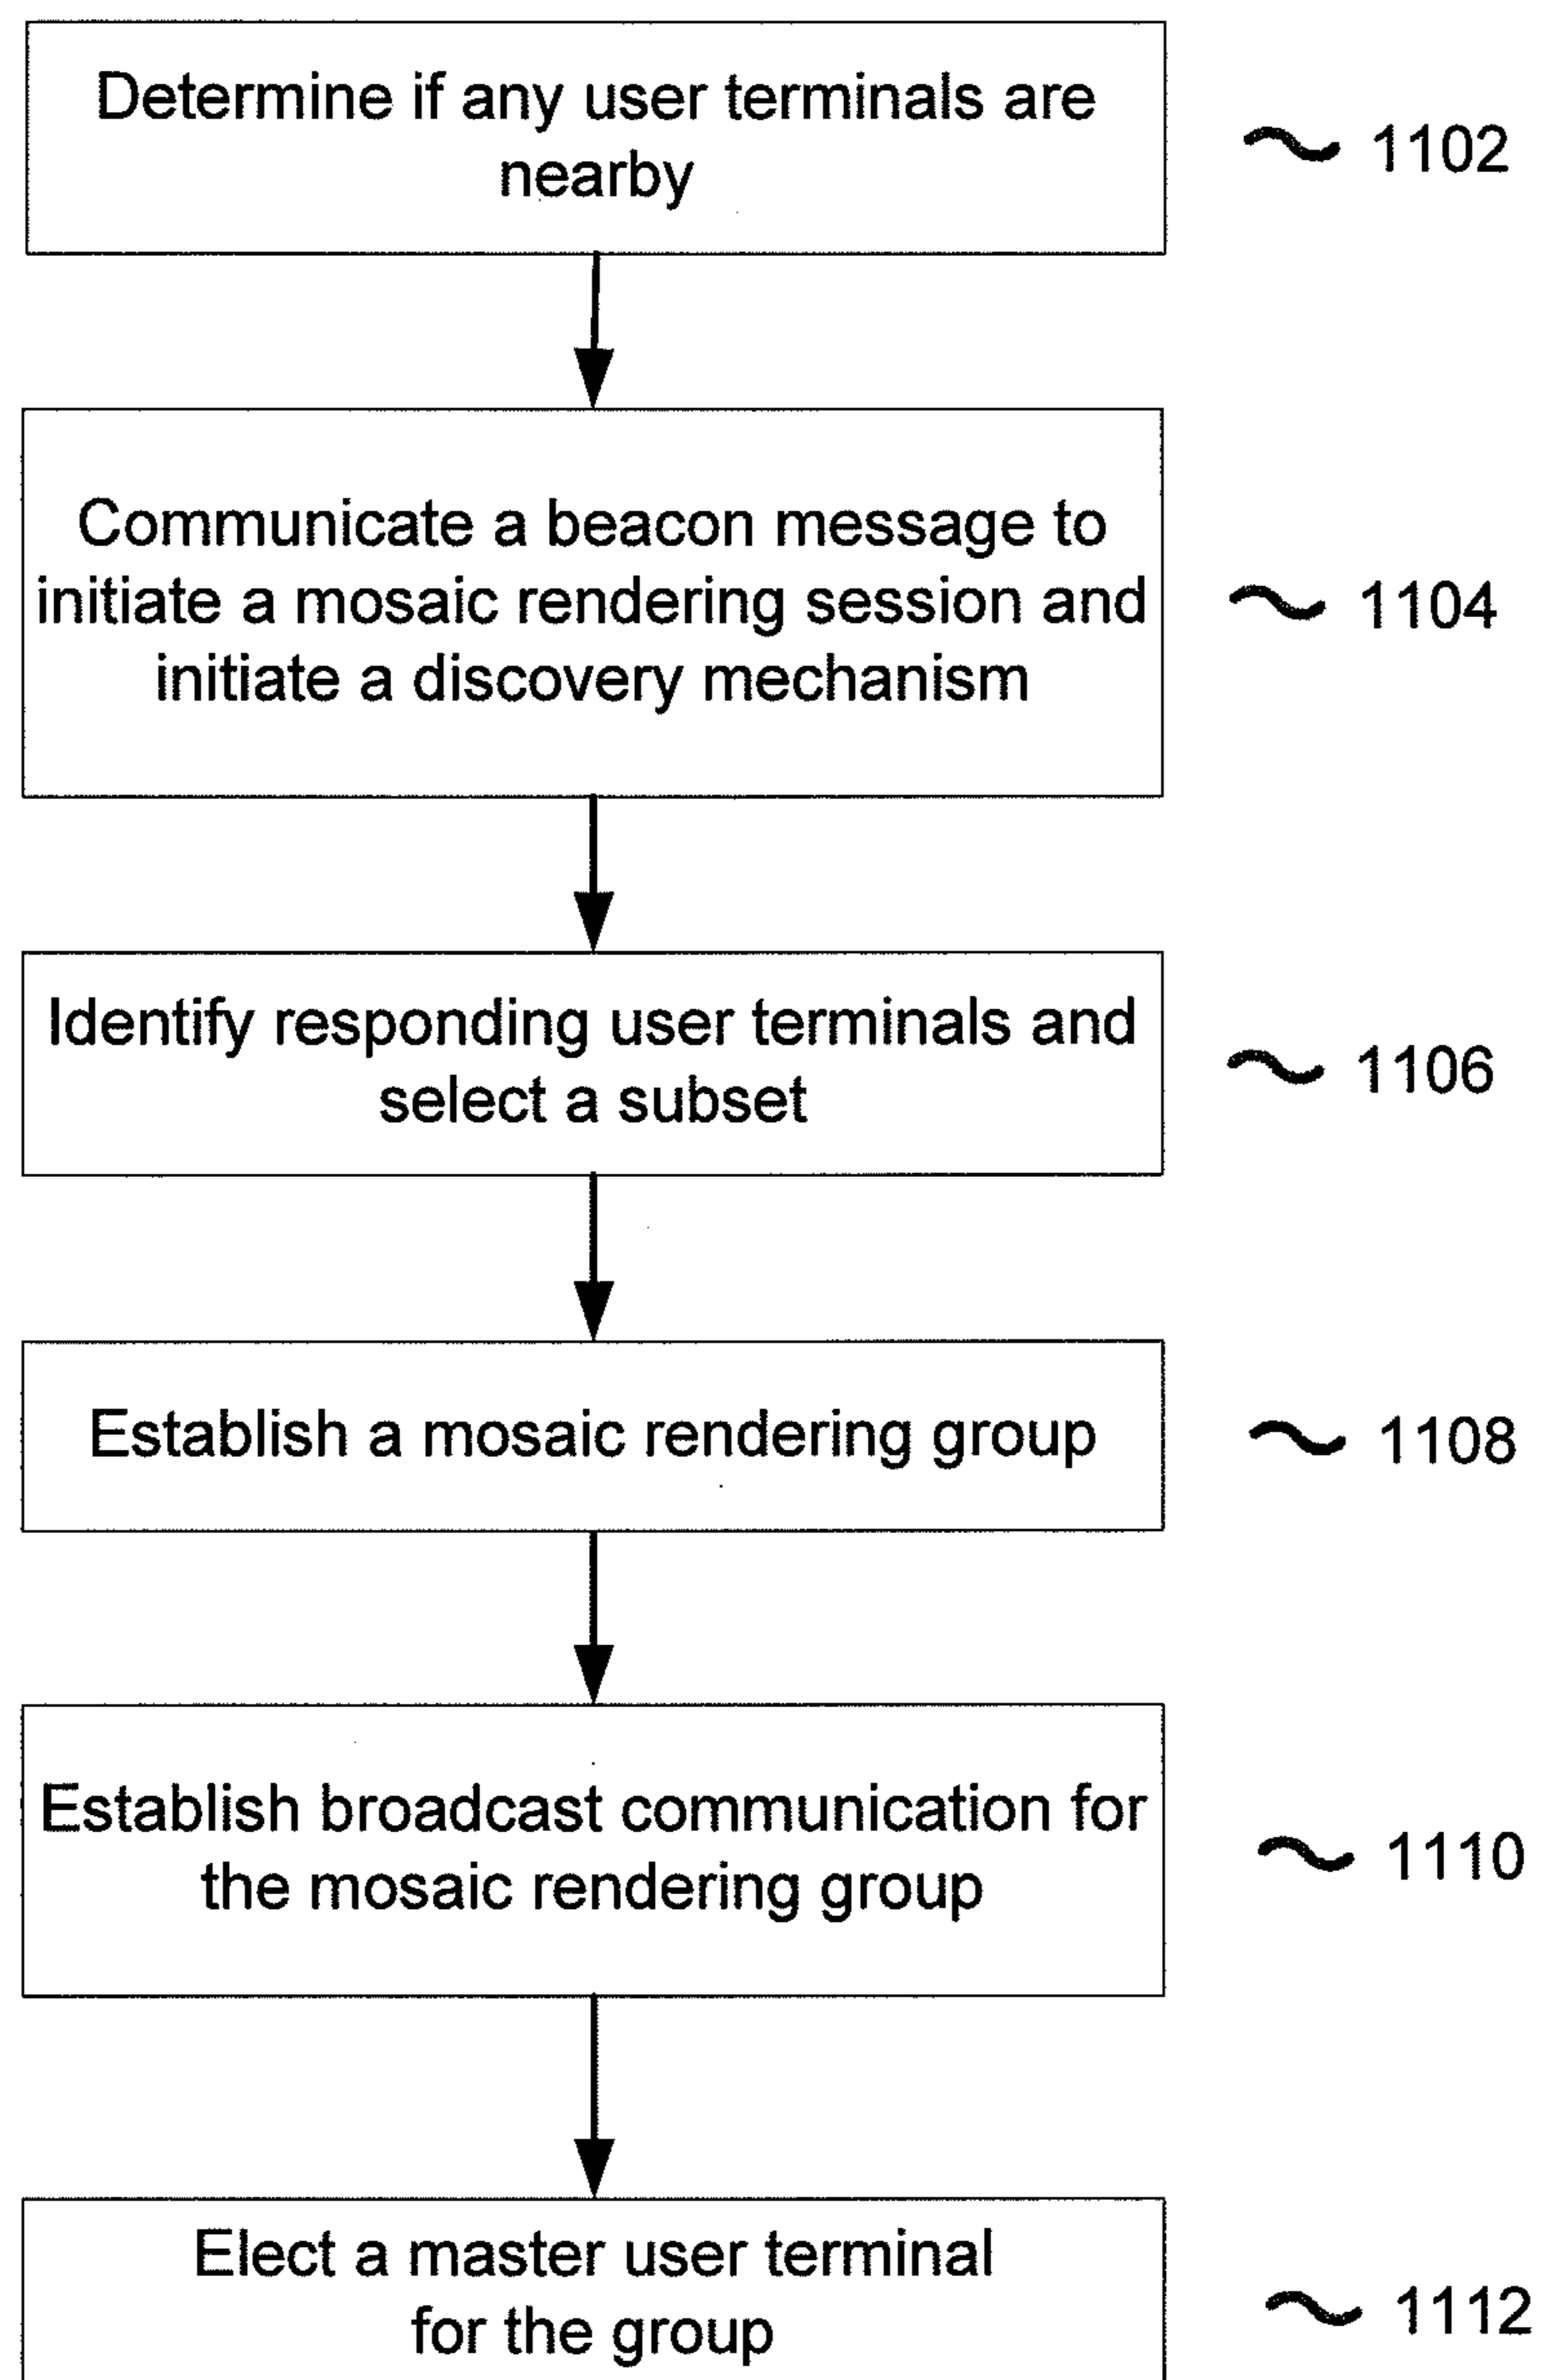 Determine if any user terminals are
nearby
1102
Communicate a beacon message to
initiate a mosaic rendering session and
initiate a discovery mechanism
1104
Identify responding user terminals and
select a subset
1106
Establish a mosaic rendering group
1108
Establish broadcast communication for
the mosaic rendering group
1110
Elect a master user terminal
for the group
1112